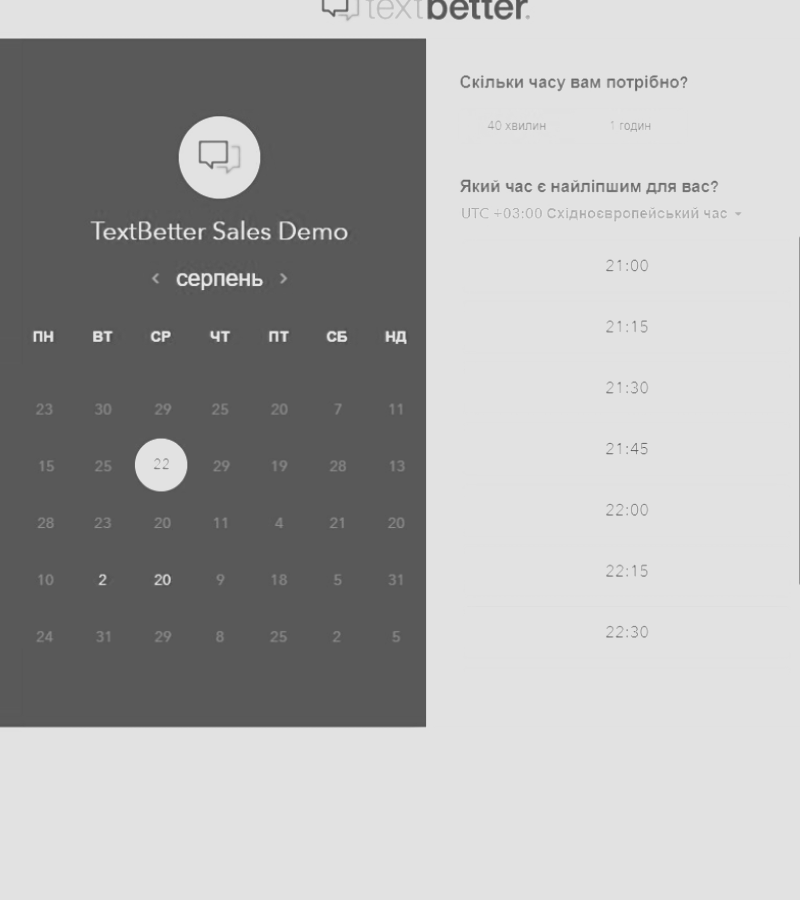 textbetter.
TextBetter Sales Demo
‹ серпень ›
ПН ВТ СР ЧТ ПТ СБ НД
23 30 29 25 20 7 11
15 25 22 29 19 28 13
28 23 20 11 4 21 20
10 2 20 9 18 5 31
24 31 29 8 25 2 5
Скільки часу вам потрібно?
40 хвилин 1 годин
Який час є найліпшим для вас?
UTC +03:00 Східноєвропейський час
21:00
21:15
21:30
21:45
22:00
22:15
22:30